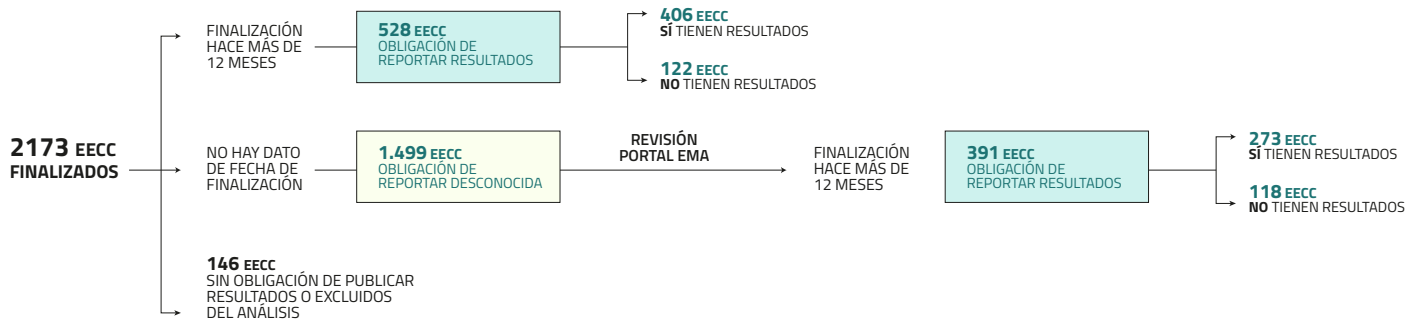 2173 EECC
FINALIZADOS
FINALIZACIÓN
HACE MÁS DE
12 MESES
528 EECC
OBLIGACIÓN DE
REPORTAR RESULTADOS
406 EECC
SÍ TIENEN RESULTADOS
122 EECC
NO TIENEN RESULTADOS
NO HAY DATO
DE FECHA DE
FINALIZACIÓN
1.499 EECC
OBLIGACIÓN DE
REPORTAR DESCONOCIDA
REVISIÓN
PORTAL EMA
FINALIZACIÓN
HACE MÁS DE
12 MESES
391 EECC
OBLIGACIÓN DE
REPORTAR RESULTADOS
273 EECC
SÍ TIENEN RESULTADOS
118 EECC
NO TIENEN RESULTADOS
146 EECC
SIN OBLIGACIÓN DE PUBLICAR
RESULTADOS O EXCLUIDOS
DEL ANÁLISIS